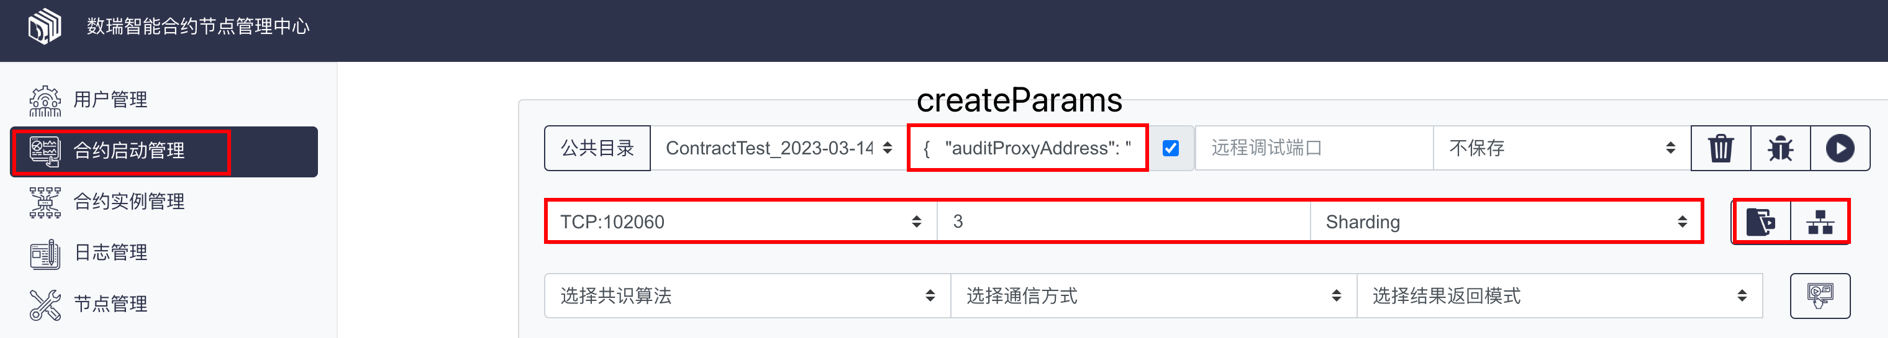 数瑞智能合约节点管理中心
用户管理
合约启动管理
合约实例管理
日志管理
节点管理
createParams
公共目录 ContractTest_2023-03-14 { "auditProxyAddress": " 远程调试端口 不保存
TCP:102060 3 Sharding
选择共识算法 选择通信方式 选择结果返回模式